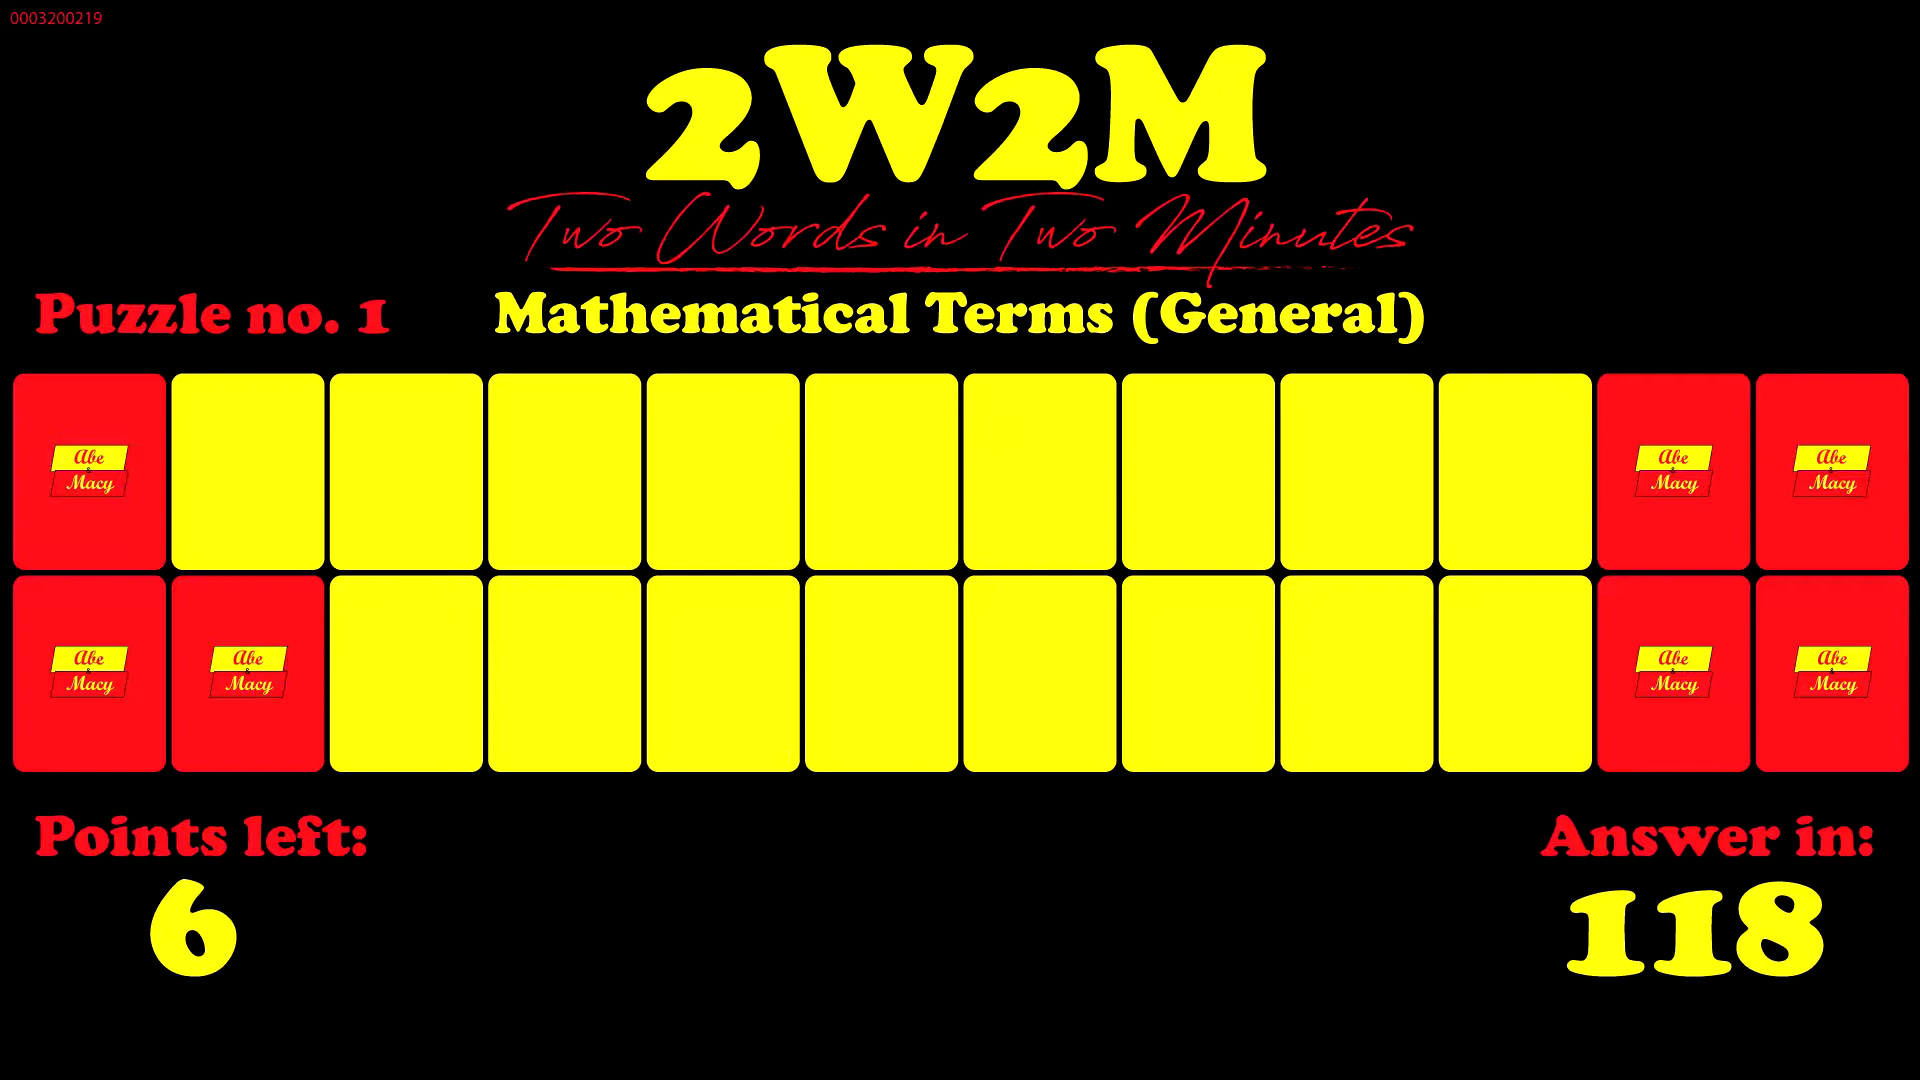 0003200219
2W2M
Two Words in Two Minutes
Puzzle no. 1
Mathematical Terms (General)
Abe
&
Macy
Abe
&
Macy
Abe
&
Macy
Abe
&
Macy
Abe
&
Macy
Abe
&
Macy
Abe
&
Macy
Points left:
6
Answer in:
118